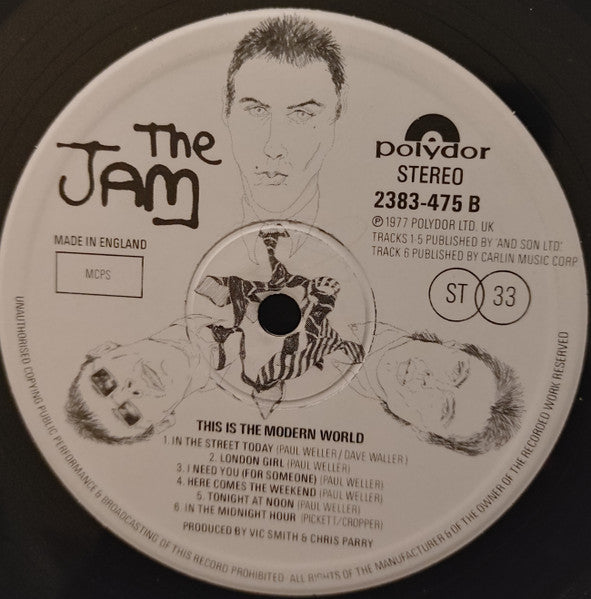 The
JAM
polydor
STEREO
2383-475 B
℗ 1977 POLYDOR LTD. UK
TRACKS 1-5 PUBLISHED BY 'AND SON LTD.'
TRACK 6 PUBLISHED BY CARLIN MUSIC CORP
MADE IN ENGLAND
MCPS
ST 33
THIS IS THE MODERN WORLD
1. IN THE STREET TODAY (PAUL WELLER/DAVE WALLER)
2. LONDON GIRL (PAUL WELLER)
3. I NEED YOU (FOR SOMEONE) (PAUL WELLER)
4. HERE COMES THE WEEKEND (PAUL WELLER)
5. TONIGHT AT NOON (PAUL WELLER)
6. IN THE MIDNIGHT HOUR (PICKETT/CROPPER)
PRODUCED BY VIC SMITH & CHRIS PARRY
UNAUTHORISED COPYING PUBLIC PERFORMANCE & BROADCASTING OF THIS RECORD PROHIBITED ALL RIGHTS OF THE MANUFACTURER & OF THE OWNER OF THE RECORDED WORK RESERVED